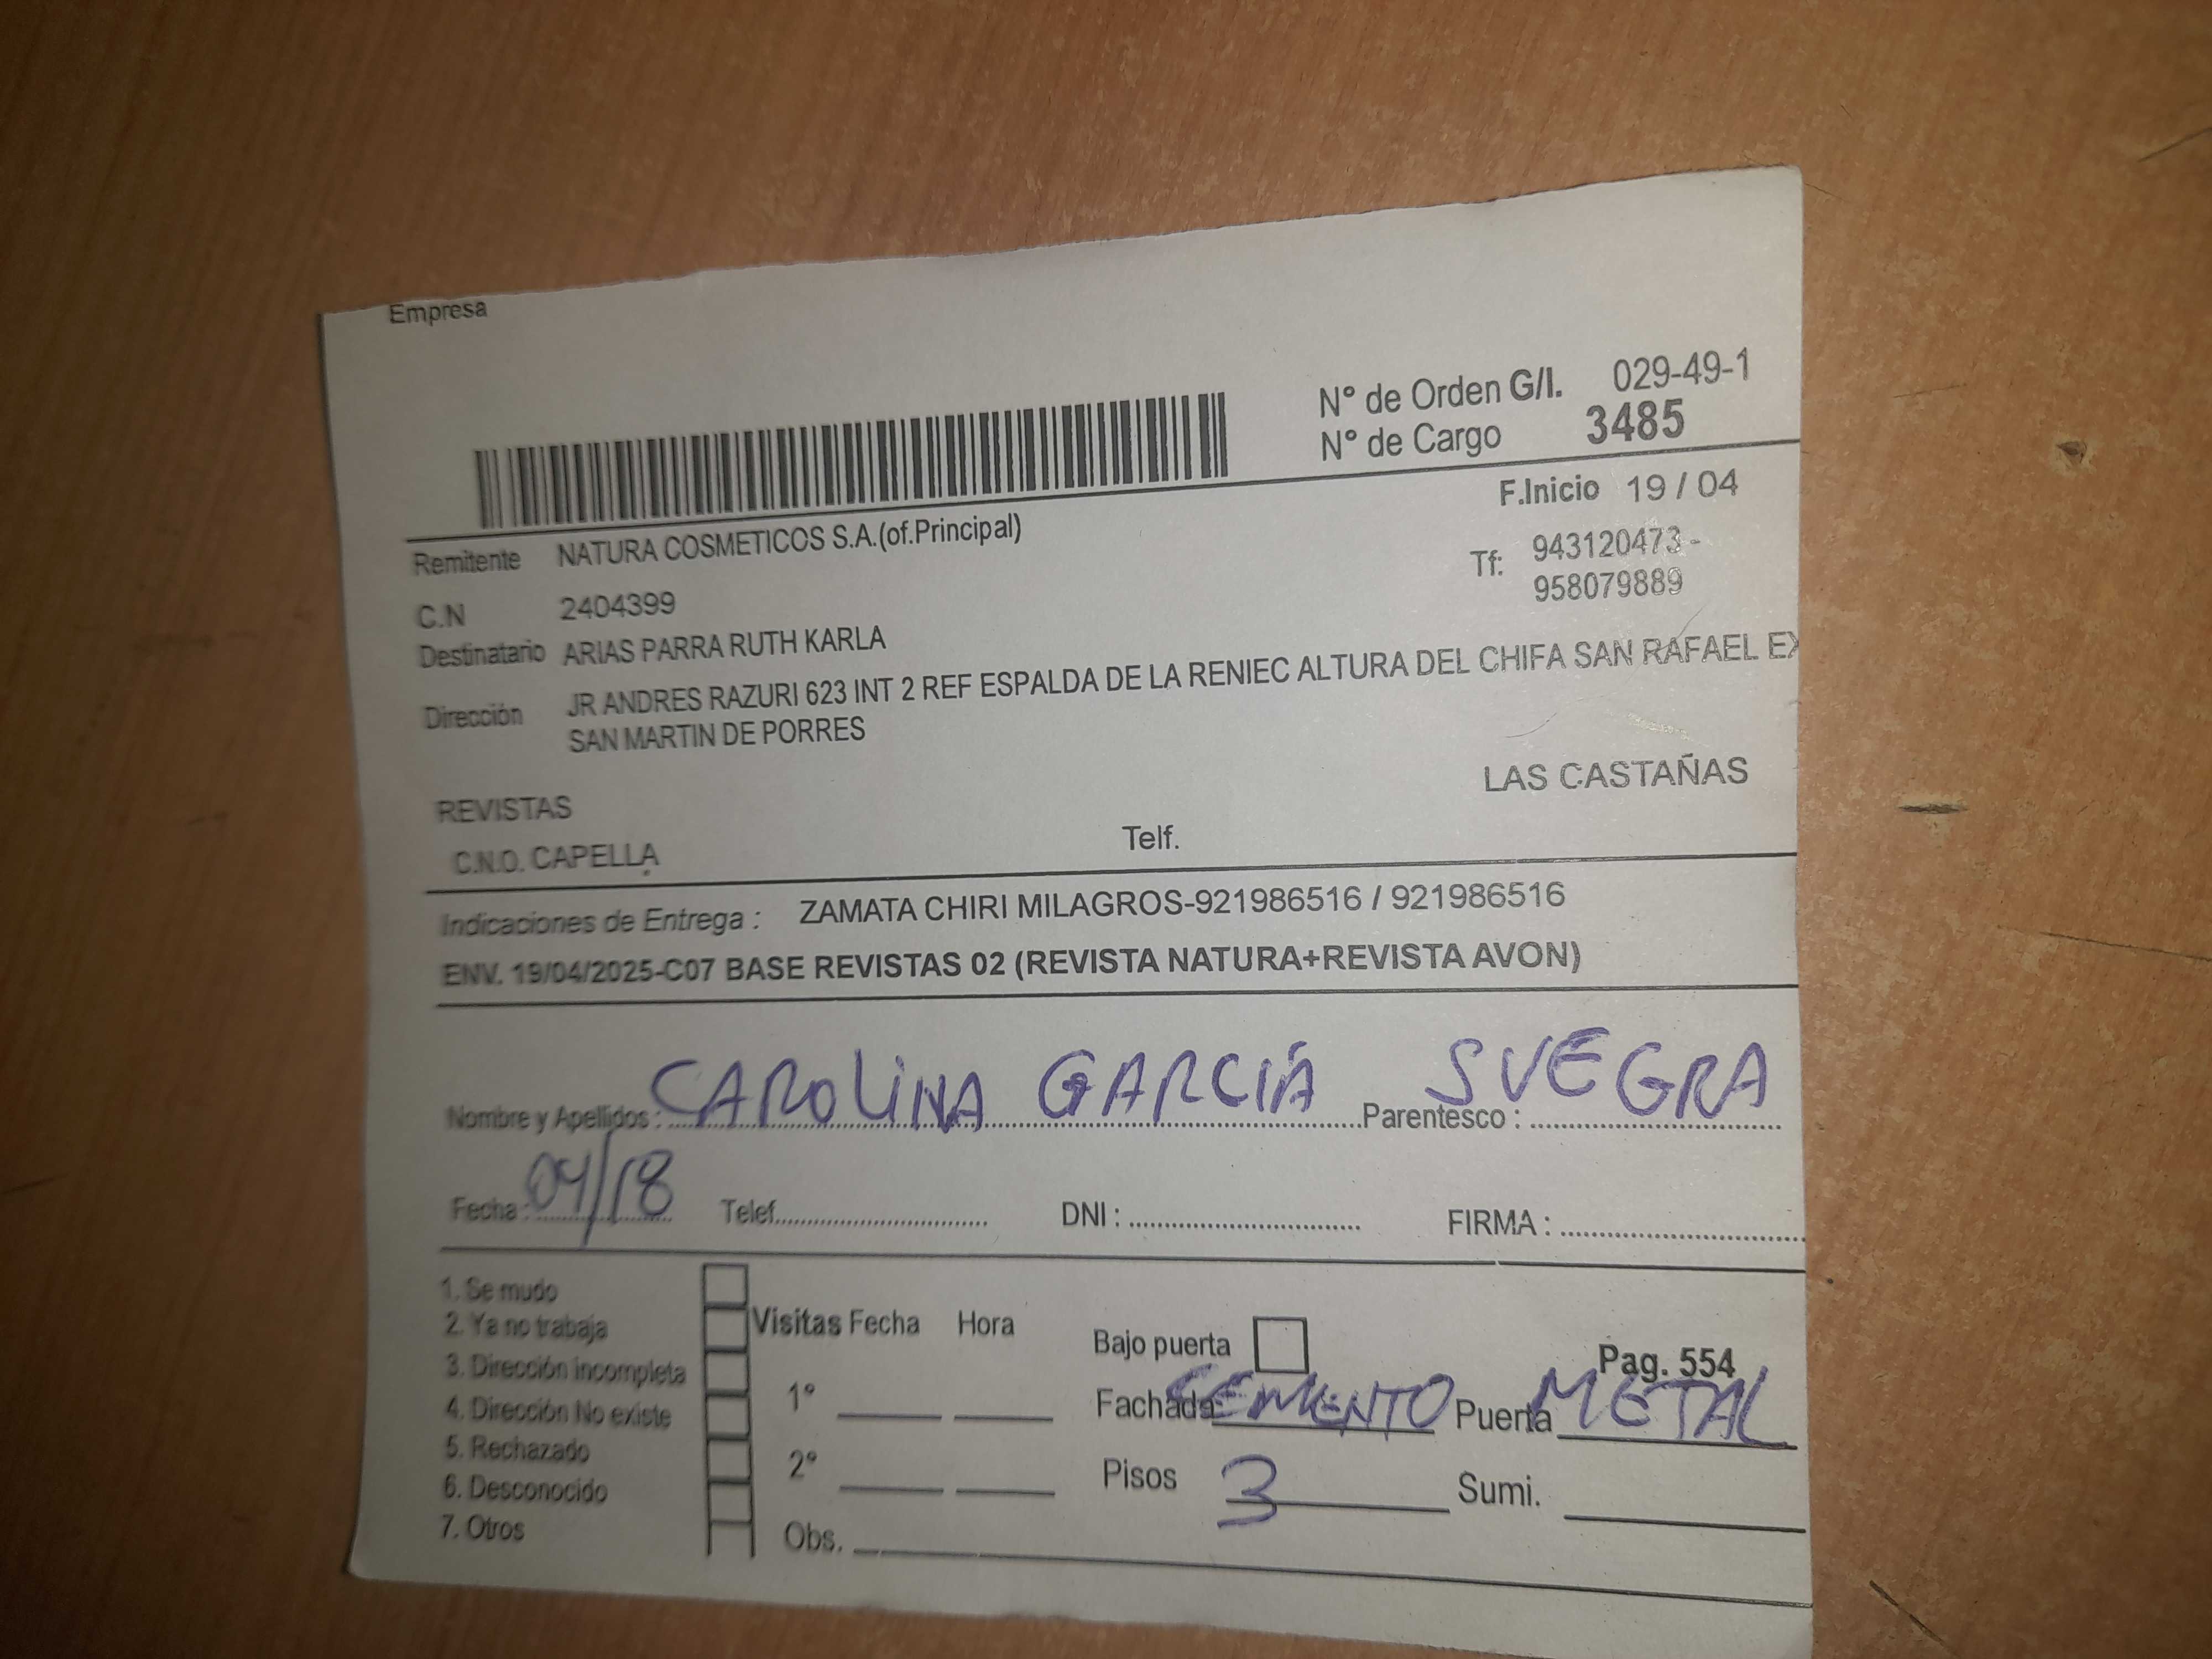 Empresa
N° de Orden G/I. 029-49-1
N° de Cargo 3485
F.Inicio 19 / 04
Remitente NATURA COSMETICOS S.A.(of.Principal)
Tf: 943120473 -
958079889
C.N 2404399
Destinatario ARIAS PARRA RUTH KARLA
Dirección JR ANDRES RAZURI 623 INT 2 REF ESPALDA DE LA RENIEC ALTURA DEL CHIFA SAN RAFAEL EX
SAN MARTIN DE PORRES
LAS CASTAÑAS
REVISTAS
C.N.O. CAPELLA Telf.
Indicaciones de Entrega : ZAMATA CHIRI MILAGROS-921986516 / 921986516
ENV. 19/04/2025-C07 BASE REVISTAS 02 (REVISTA NATURA+REVISTA AVON)
Nombre y Apellidos : CAROLINA GARCIA Parentesco : SUEGRA
Fecha : 04/18 Telef. DNI : FIRMA :
1. Se mudo
2. Ya no trabaja
3. Dirección incompleta
4. Dirección No existe
5. Rechazado
6. Desconocido
7. Otros
Visitas Fecha Hora
1°
2°
Obs.
Bajo puerta
Pag. 554
Fachada: CEMENTO Puerta METAL
Pisos 3 Sumi.